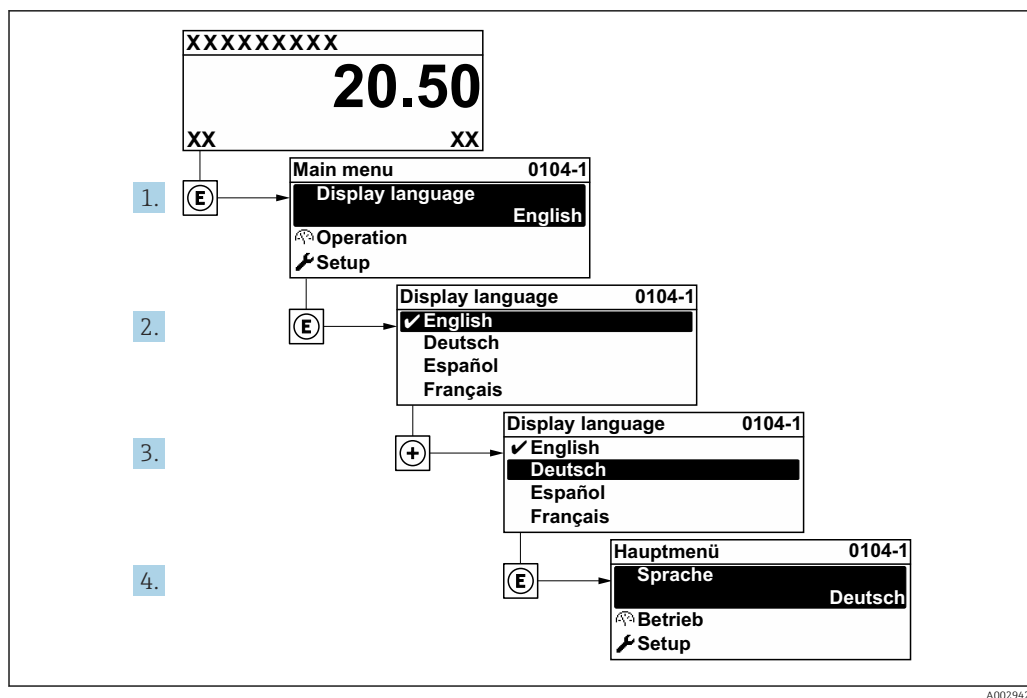 XXXXXXXXX
20.50
XX XX
1. E
Main menu 0104-1
Display language
English
Operation
Setup
2. E
Display language 0104-1
✔ English
Deutsch
Español
Français
3. +
Display language 0104-1
✔ English
Deutsch
Español
Français
4. E
Hauptmenü 0104-1
Sprache
Deutsch
Betrieb
Setup